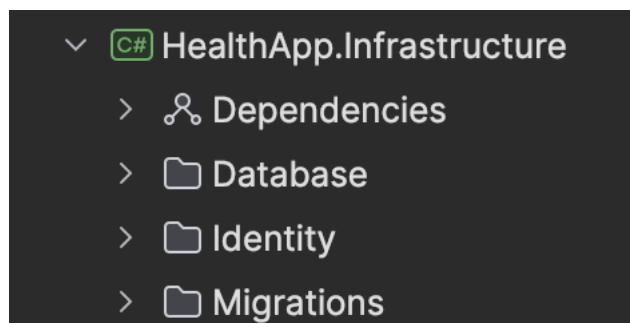 C# HealthApp.Infrastructure
Dependencies
Database
Identity
Migrations